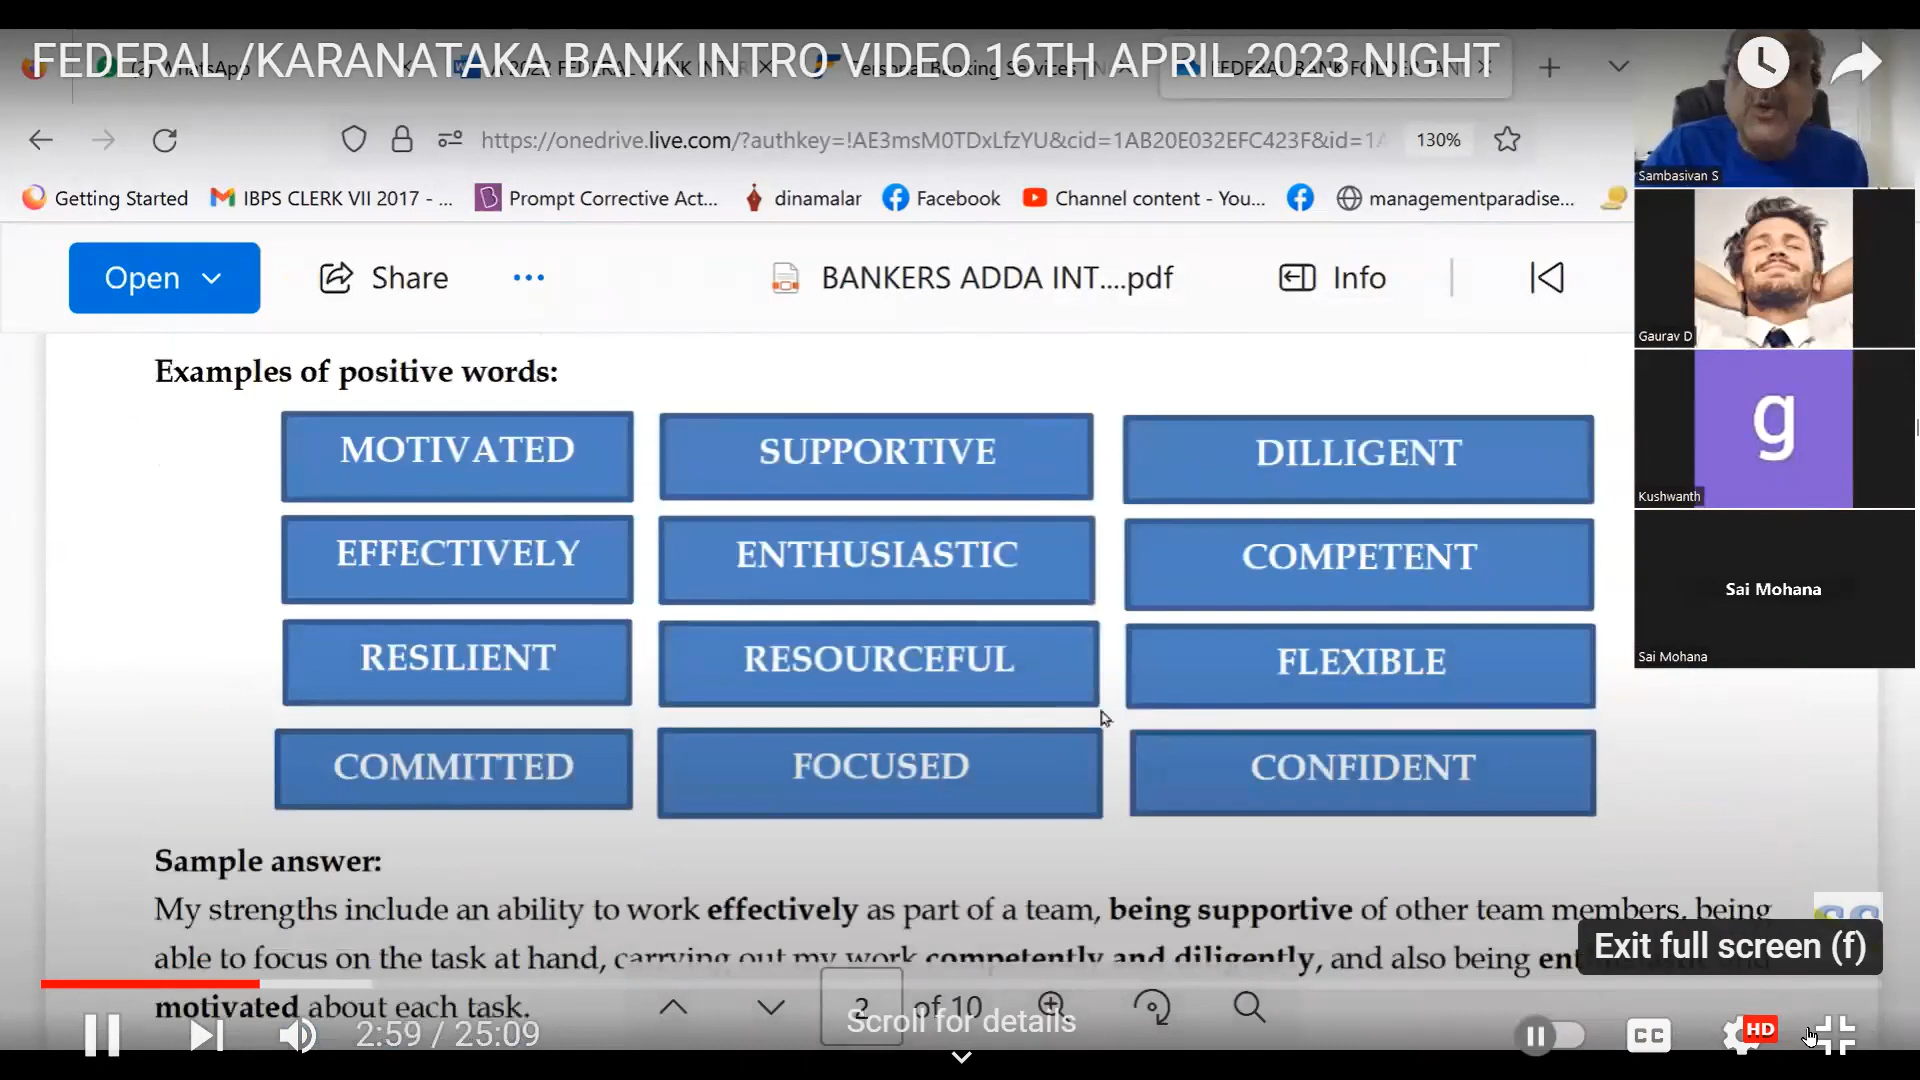 FEDERAL /KARANATAKA BANK INTRO VIDEO 16TH APRIL 2023 NIGHT
https://onedrive.live.com/?authkey=!AE3msM0TDxLfzYU&cid=1AB20E032EFC423F&id=1A
130%
Getting Started
IBPS CLERK VII 2017 - ...
Prompt Corrective Act...
dinamalar
Facebook
Channel content - You...
managementparadise...
Open
Share
BANKERS ADDA INT....pdf
Info
Sambasivan S
Gaurav D
g
Kushwanth
Sai Mohana
Sai Mohana
Examples of positive words:
MOTIVATED SUPPORTIVE DILLIGENT
EFFECTIVELY ENTHUSIASTIC COMPETENT
RESILIENT RESOURCEFUL FLEXIBLE
COMMITTED FOCUSED CONFIDENT
Sample answer:
My strengths include an ability to work effectively as part of a team, being supportive of other team members, being
able to focus on the task at hand, carrying out my work competently and diligently, and also being
motivated about each task.
Exit full screen (f)
2 of 10
Scroll for details
2:59 / 25:09
CC
HD